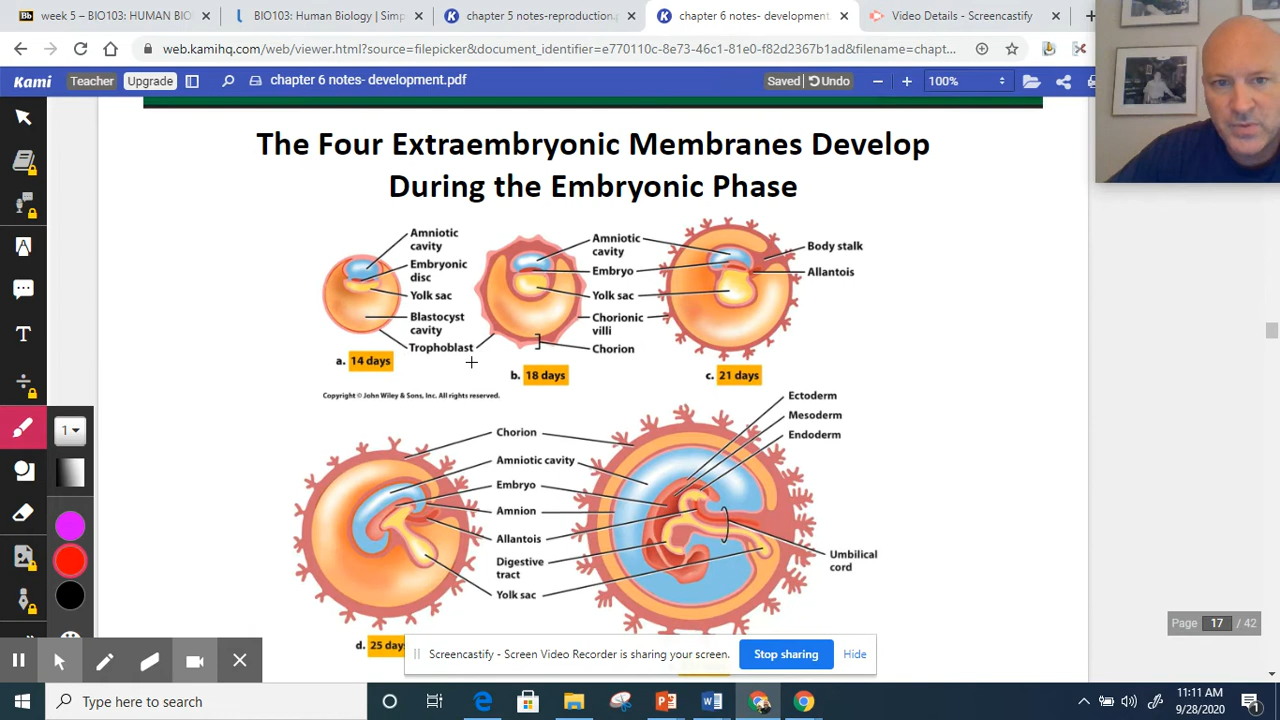 week 5 – BIO103: HUMAN BIO
BIO103: Human Biology | Simp
chapter 5 notes-reproduction.
chapter 6 notes- development
Video Details - Screencastify
web.kamihq.com/web/viewer.html?source=filepicker&document_identifier=e770110c-8e73-46c1-81e0-f82d2367b1ad&filename=chapt...
Kami
Teacher
Upgrade
chapter 6 notes- development.pdf
Saved
Undo
100%
The Four Extraembryonic Membranes Develop
During the Embryonic Phase
Amniotic
cavity
Embryonic
disc
Yolk sac
Blastocyst
cavity
Trophoblast
a. 14 days
Amniotic
cavity
Embryo
Yolk sac
Chorionic
villi
Chorion
b. 18 days
Body stalk
Allantois
c. 21 days
Copyright © John Wiley & Sons, Inc. All rights reserved.
Chorion
Amniotic cavity
Embryo
Amnion
Allantois
Digestive
tract
Yolk sac
d. 25 days
Ectoderm
Mesoderm
Endoderm
Umbilical
cord
1
T
A
Page 17 / 42
Screencastify - Screen Video Recorder is sharing your screen.
Stop sharing
Hide
Type here to search
11:11 AM
9/28/2020
1